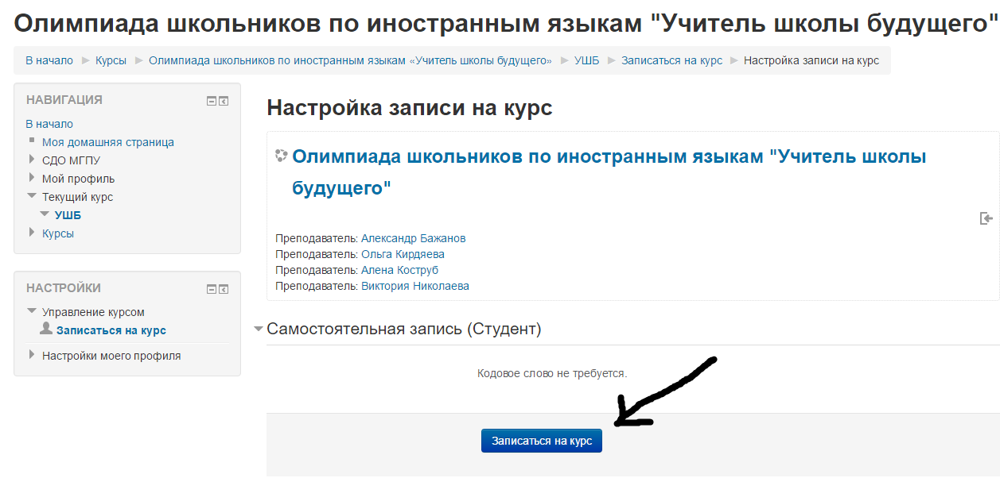 Олимпиада школьников по иностранным языкам "Учитель школы будущего"
В начало Курсы Олимпиада школьников по иностранным языкам «Учитель школы будущего» УШБ Записаться на курс Настройка записи на курс
НАВИГАЦИЯ
В начало
Моя домашняя страница
СДО МГПУ
Мой профиль
Текущий курс
УШБ
Курсы
НАСТРОЙКИ
Управление курсом
Записаться на курс
Настройки моего профиля
Настройка записи на курс
Олимпиада школьников по иностранным языкам "Учитель школы
будущего"
Преподаватель: Александр Бажанов
Преподаватель: Ольга Кирдяева
Преподаватель: Алена Коструб
Преподаватель: Виктория Николаева
Самостоятельная запись (Студент)
Кодовое слово не требуется.
Записаться на курс